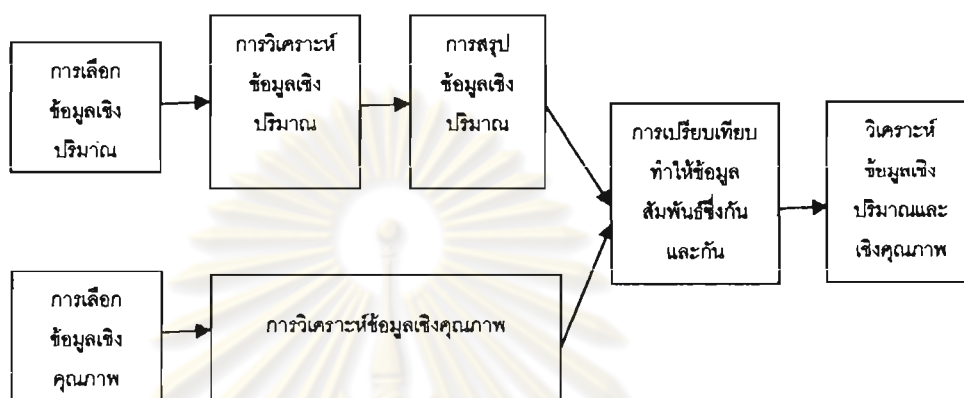 การเลือก
ข้อมูลเชิง
ปริมาณ
การวิเคราะห์
ข้อมูลเชิง
ปริมาณ
การสรุป
ข้อมูลเชิง
ปริมาณ
การเปรียบเทียบ
ทำให้ข้อมูล
สัมพันธ์ซึ่งกัน
และกัน
วิเคราะห์
ข้อมูลเชิง
ปริมาณและ
เชิงคุณภาพ
การเลือก
ข้อมูลเชิง
คุณภาพ
การวิเคราะห์ข้อมูลเชิงคุณภาพ